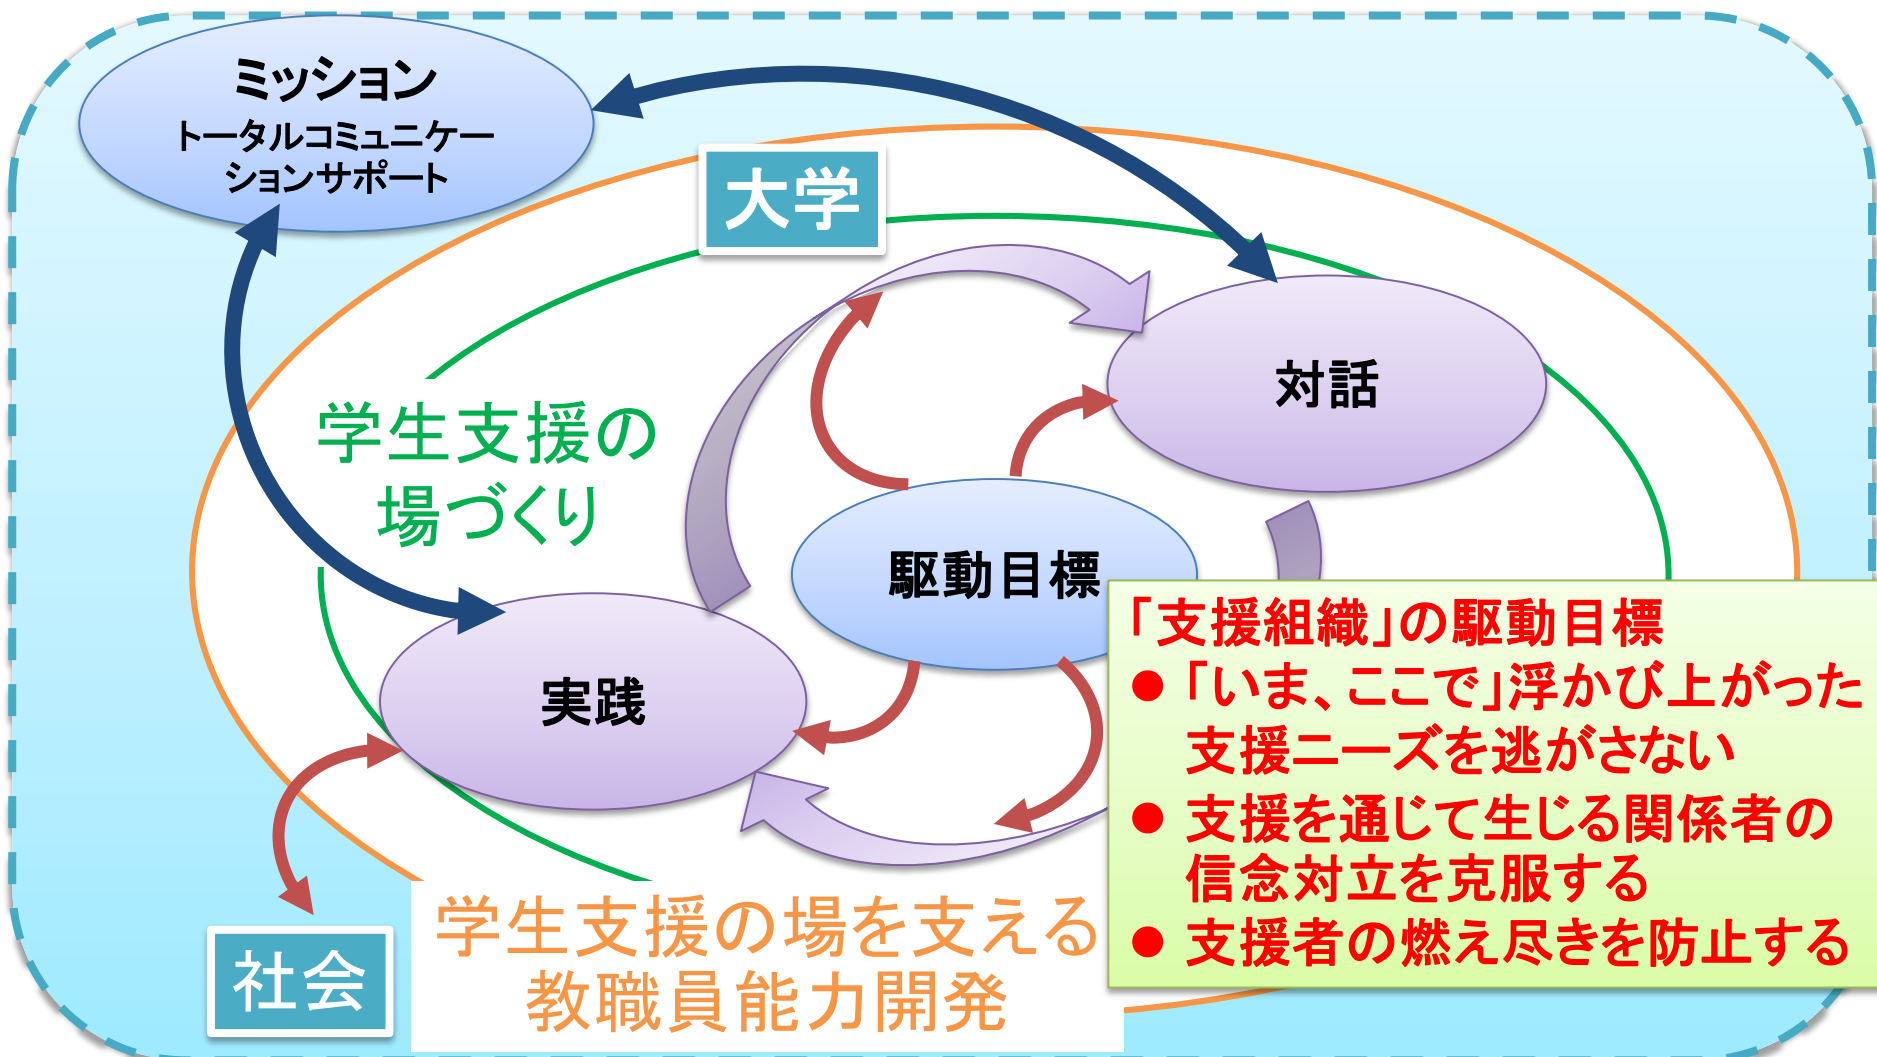 ミッション
トータルコミュニケー
ションサポート
大学
対話
学生支援の
場づくり
駆動目標
実践
「支援組織」の駆動目標
● 「いま、ここで」浮かび上がった
支援ニーズを逃がさない
● 支援を通じて生じる関係者の
信念対立を克服する
● 支援者の燃え尽きを防止する
学生支援の場を支える
教職員能力開発
社会